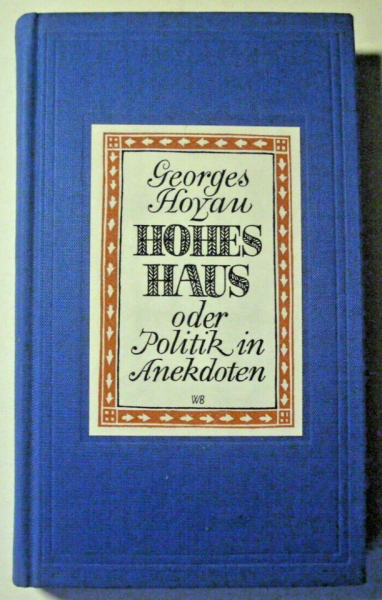 Georges
Hoyau
HOHES
HAUS
oder
Politik in
Anekdoten
WB